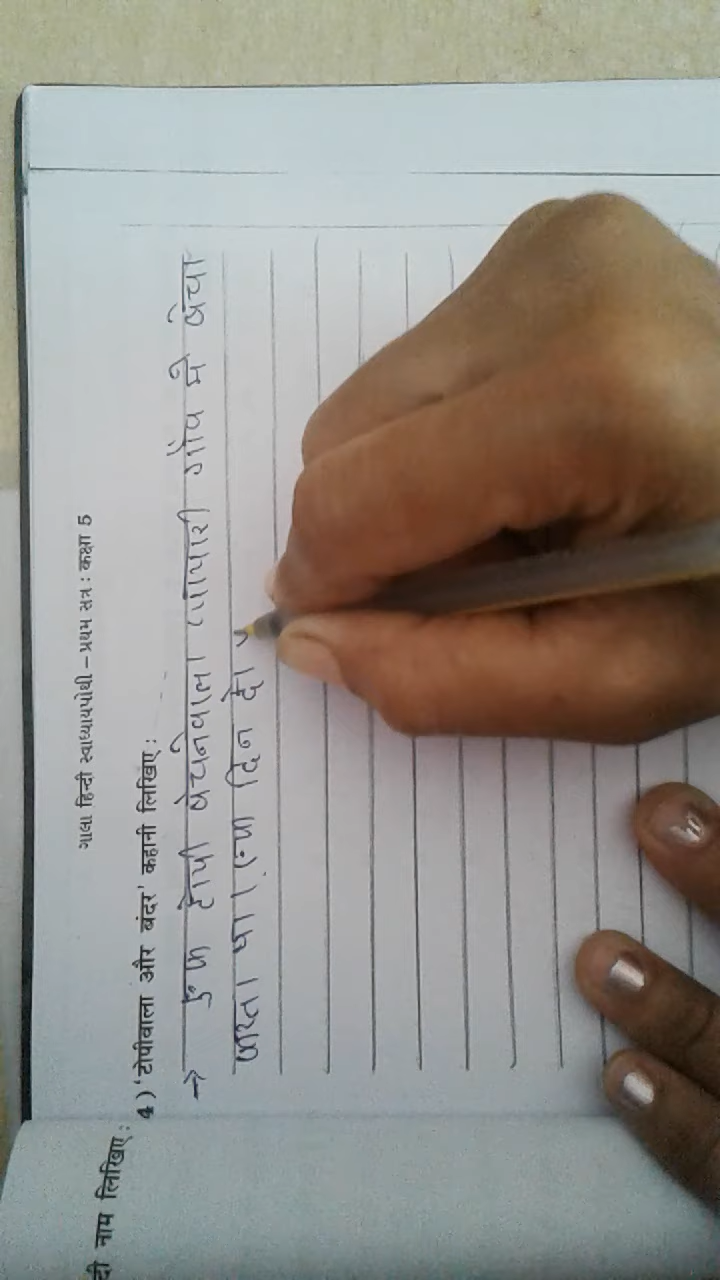 गाला हिन्दी स्वाध्यायपोथी – प्रथम सत्र : कक्षा 5
4) 'टोपीवाला और बंदर' कहानी लिखिए :
→ एक टोपी बेचनेवाला व्यापारी गाँव में बेचा
करता था । एक दिन दो
दी नाम लिखिए :